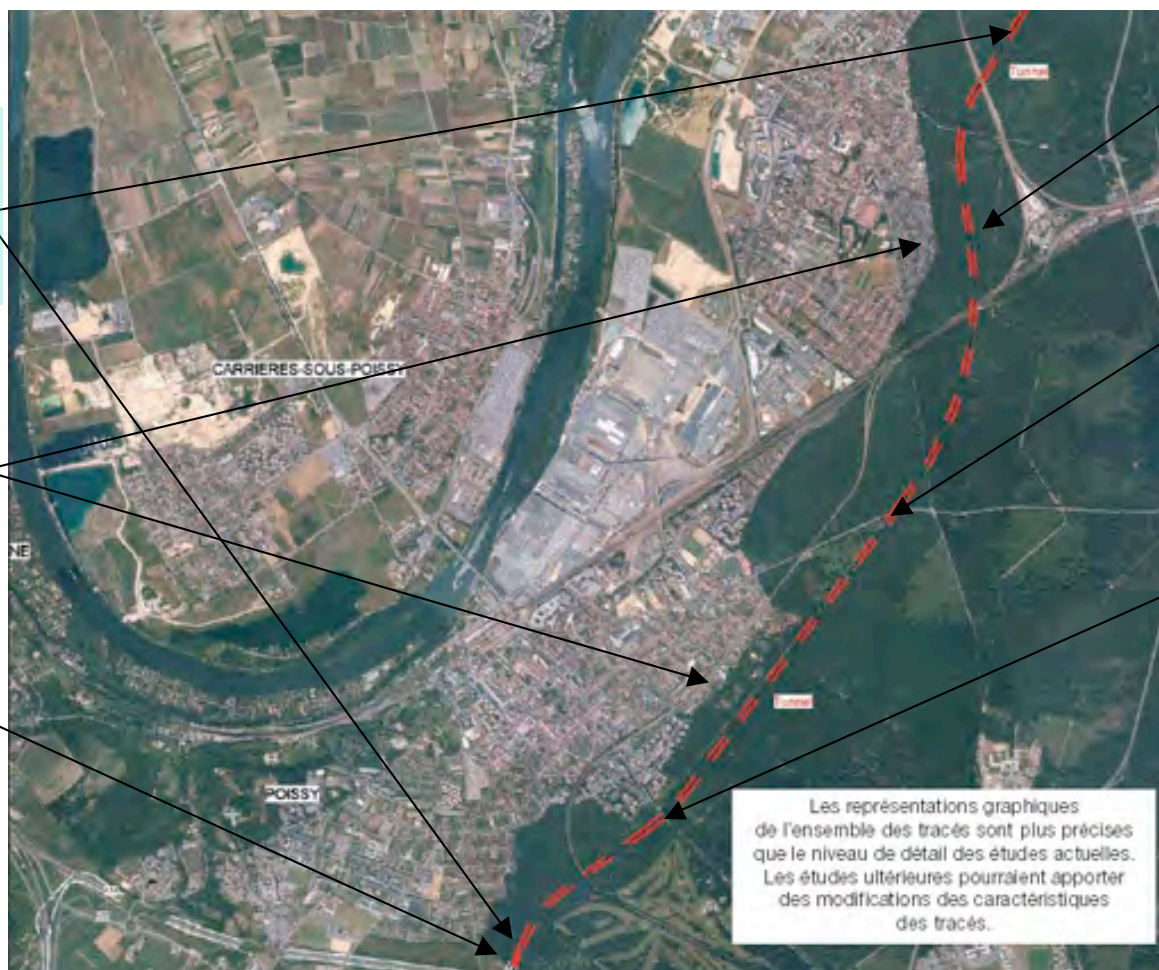 Tunnel
CARRIERES-SOUS-POISSY
NE
Tunnel
POISSY
Les représentations graphiques
de l'ensemble des tracés sont plus précises
que le niveau de détail des études actuelles.
Les études ultérieures pourraient apporter
des modifications des caractéristiques
des tracés.